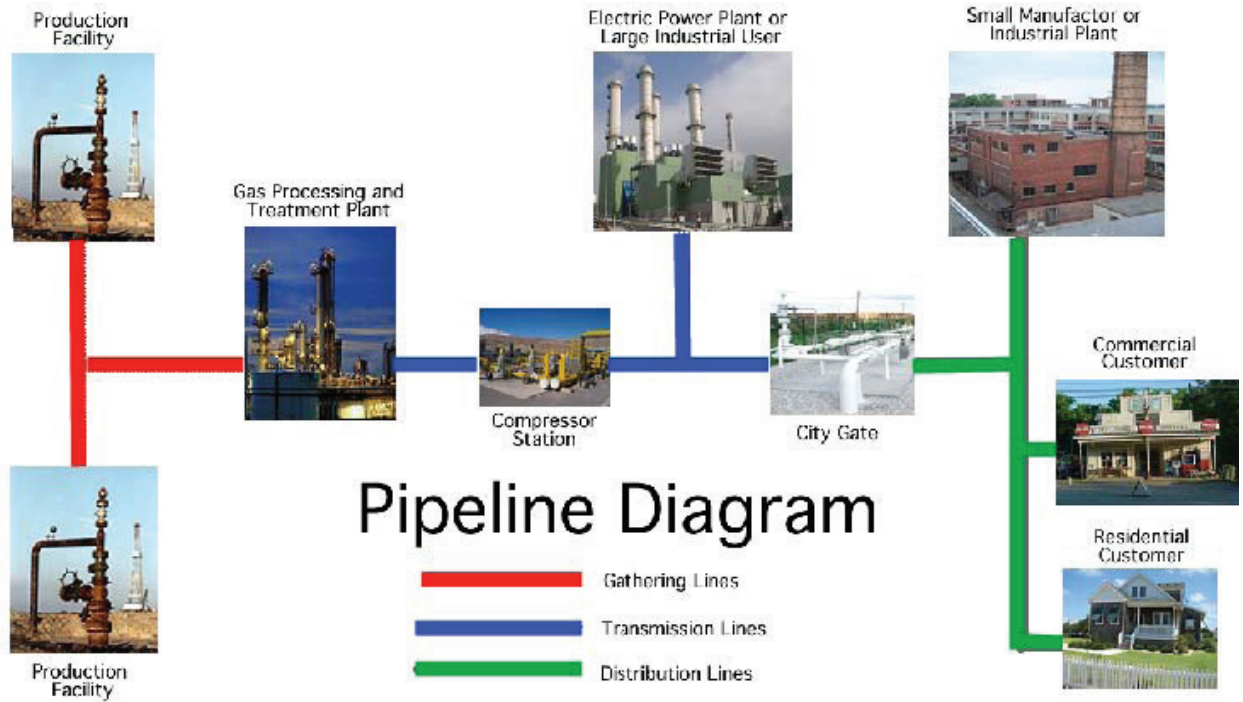 Production
Facility
Electric Power Plant or
Large Industrial User
Small Manufactor or
Industrial Plant
Gas Processing and
Treatment Plant
Compressor
Station
City Gate
Commercial
Customer
Residential
Customer
Production
Facility
Pipeline Diagram
Gathering Lines
Transmission Lines
Distribution Lines